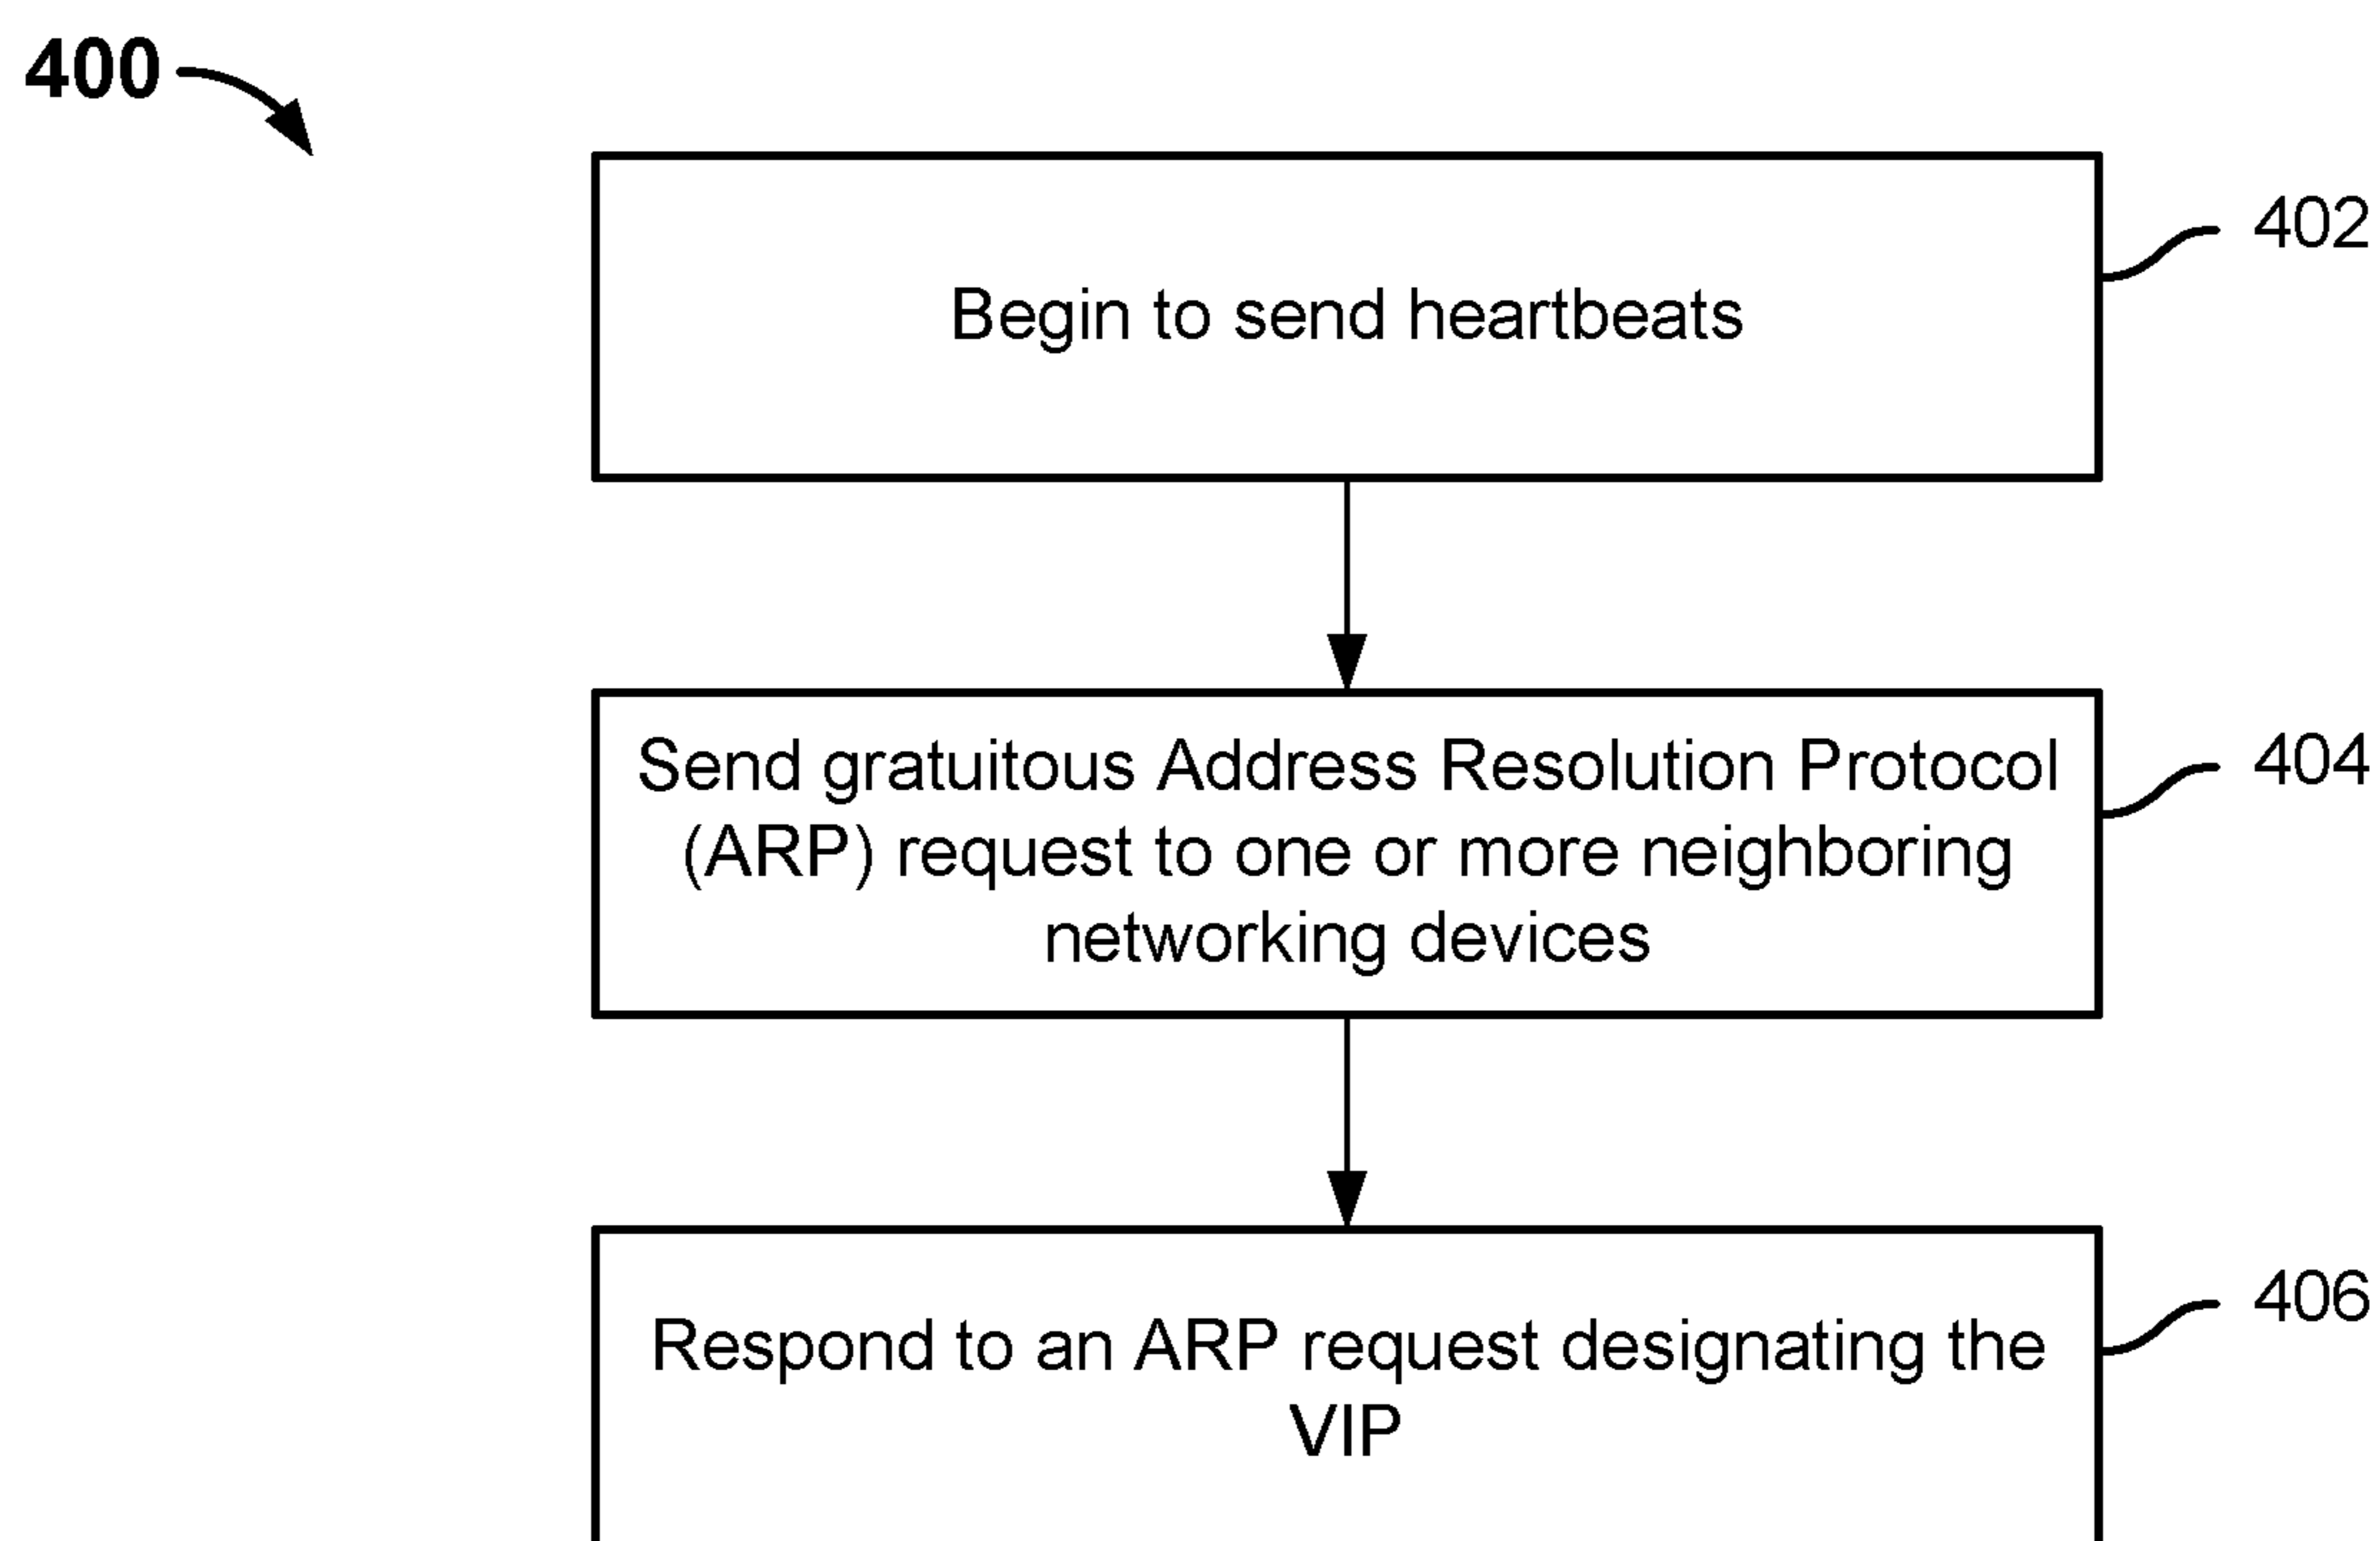 400
402
Begin to send heartbeats
404
Send gratuitous Address Resolution Protocol
(ARP) request to one or more neighboring
networking devices
406
Respond to an ARP request designating the
VIP